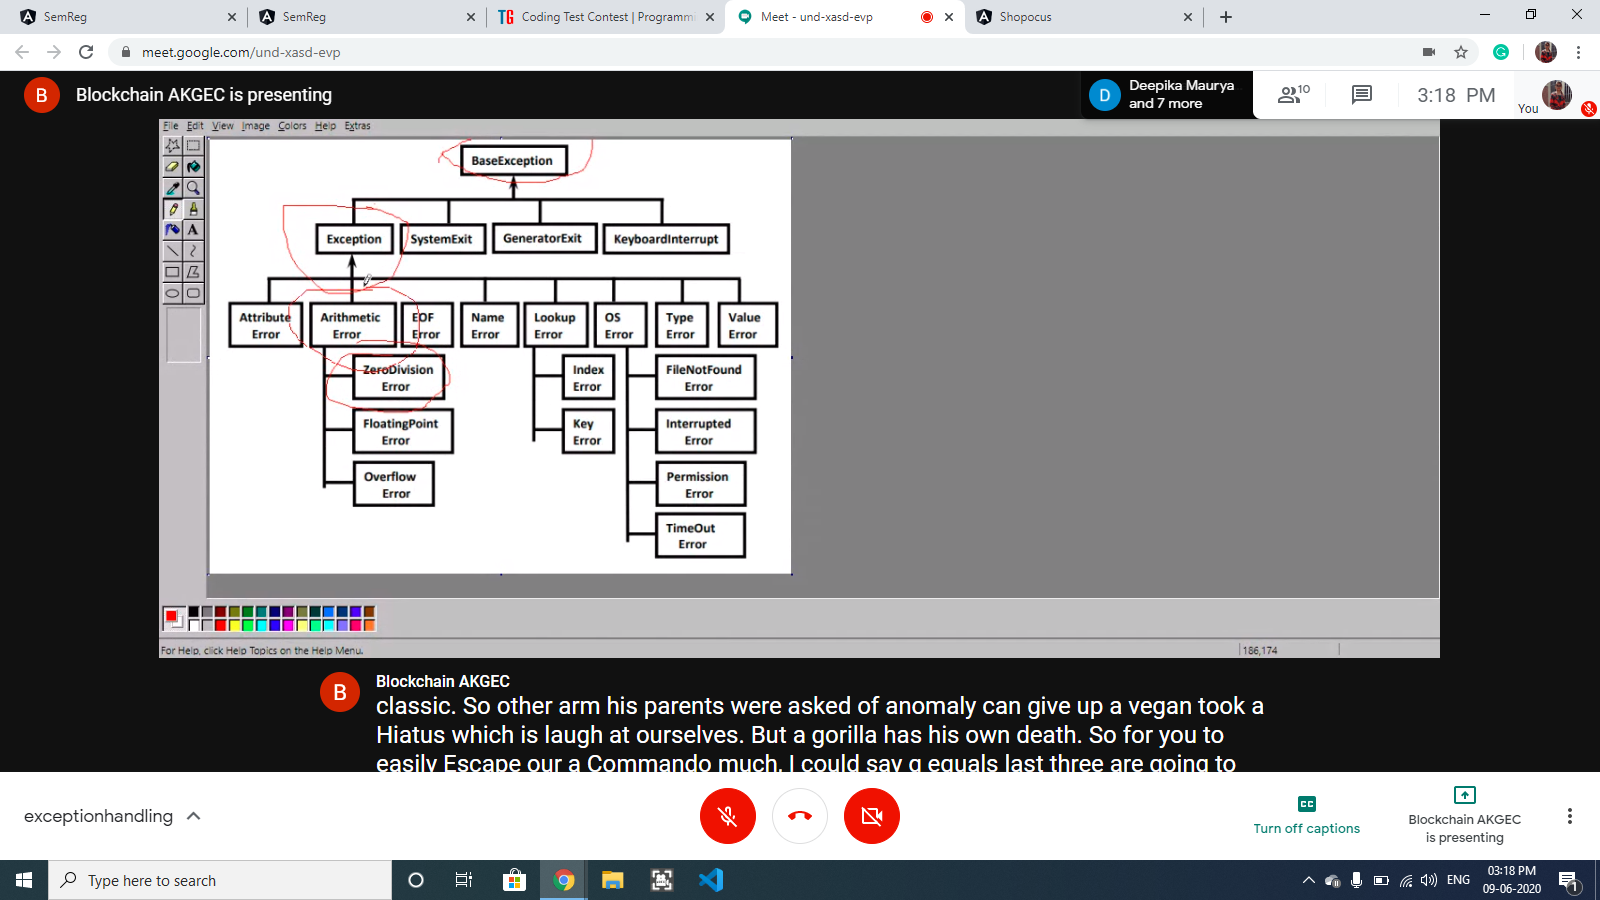 SemReg
SemReg
Coding Test Contest | Programmi
Meet - und-xasd-evp
Shopocus
meet.google.com/und-xasd-evp
B
Blockchain AKGEC is presenting
D
Deepika Maurya
and 7 more
10
3:18 PM
You
File Edit View Image Colors Help Extras
BaseException
Exception
SystemExit
GeneratorExit
KeyboardInterrupt
Attribute
Error
Arithmetic
Error
EOF
Error
Name
Error
Lookup
Error
OS
Error
Type
Error
Value
Error
ZeroDivision
Error
Index
Error
FileNotFound
Error
FloatingPoint
Error
Key
Error
Interrupted
Error
Overflow
Error
Permission
Error
TimeOut
Error
For Help, click Help Topics on the Help Menu.
186,174
B
Blockchain AKGEC
classic. So other arm his parents were asked of anomaly can give up a vegan took a
Hiatus which is laugh at ourselves. But a gorilla has his own death. So for you to
easily Escape our a Commando much. I could say g equals last three are going to
exceptionhandling
CC
Turn off captions
Blockchain AKGEC
is presenting
Type here to search
ENG
03:18 PM
09-06-2020
1